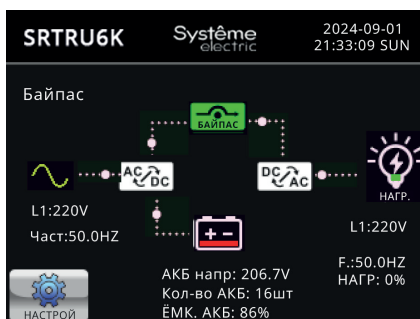 SRTRU6K
Système
electric
2024-09-01
21:33:09 SUN
Байпас
БАЙПАС
AC
DC
DC
AC
НАГР.
L1:220V
Част:50.0HZ
L1:220V
F.:50.0HZ
НАГР: 0%
АКБ напр: 206.7V
Кол-во АКБ: 16шт
ЁМК. АКБ: 86%
НАСТРОЙ